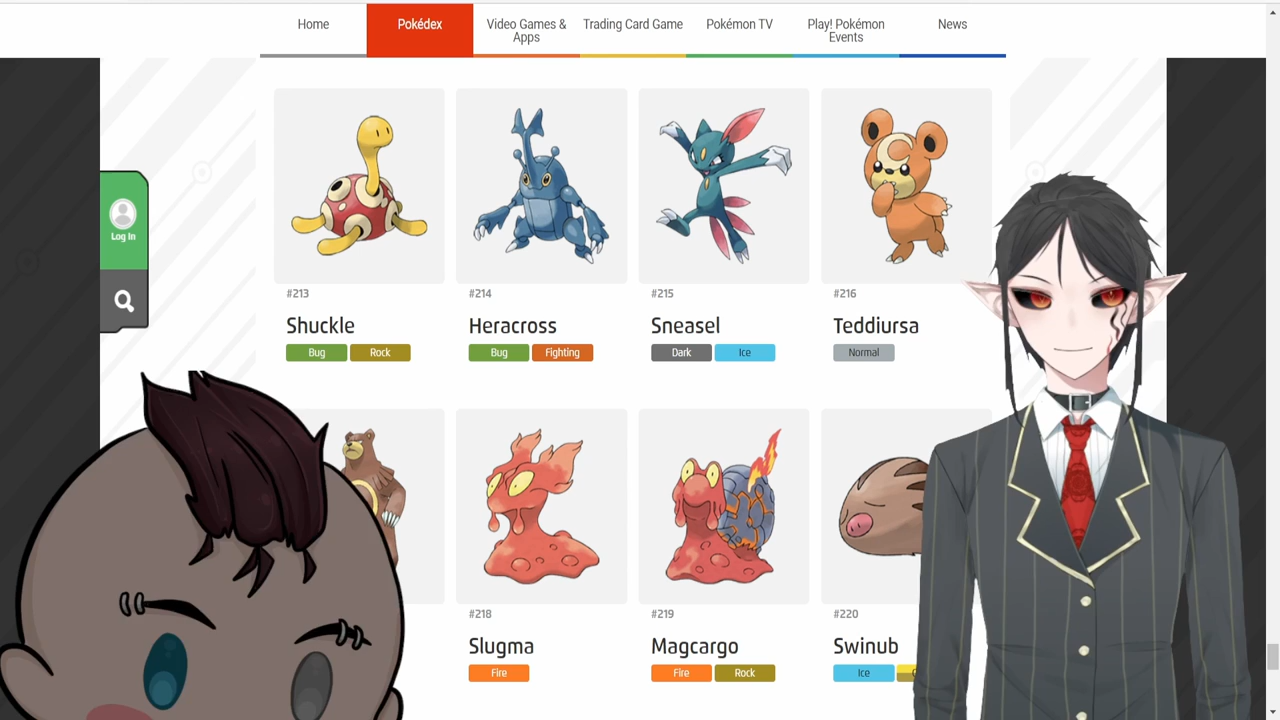 Home
Pokédex
Video Games &
Apps
Trading Card Game
Pokémon TV
Play! Pokémon
Events
News
Log In
#213
Shuckle
Bug
Rock
#214
Heracross
Bug
Fighting
#215
Sneasel
Dark
Ice
#216
Teddiursa
Normal
#218
Slugma
Fire
#219
Magcargo
Fire
Rock
#220
Swinub
Ice